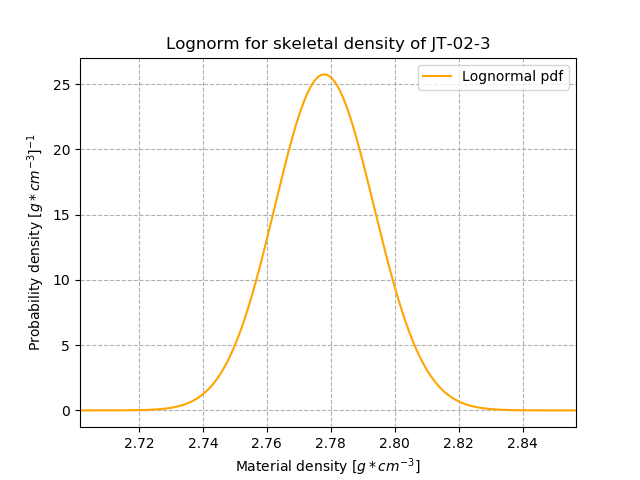 Lognorm for skeletal density of JT-02-3
Lognormal pdf
Probability density [g*cm⁻³]⁻¹
25
20
15
10
5
0
2.72 2.74 2.76 2.78 2.80 2.82 2.84
Material density [g*cm⁻³]